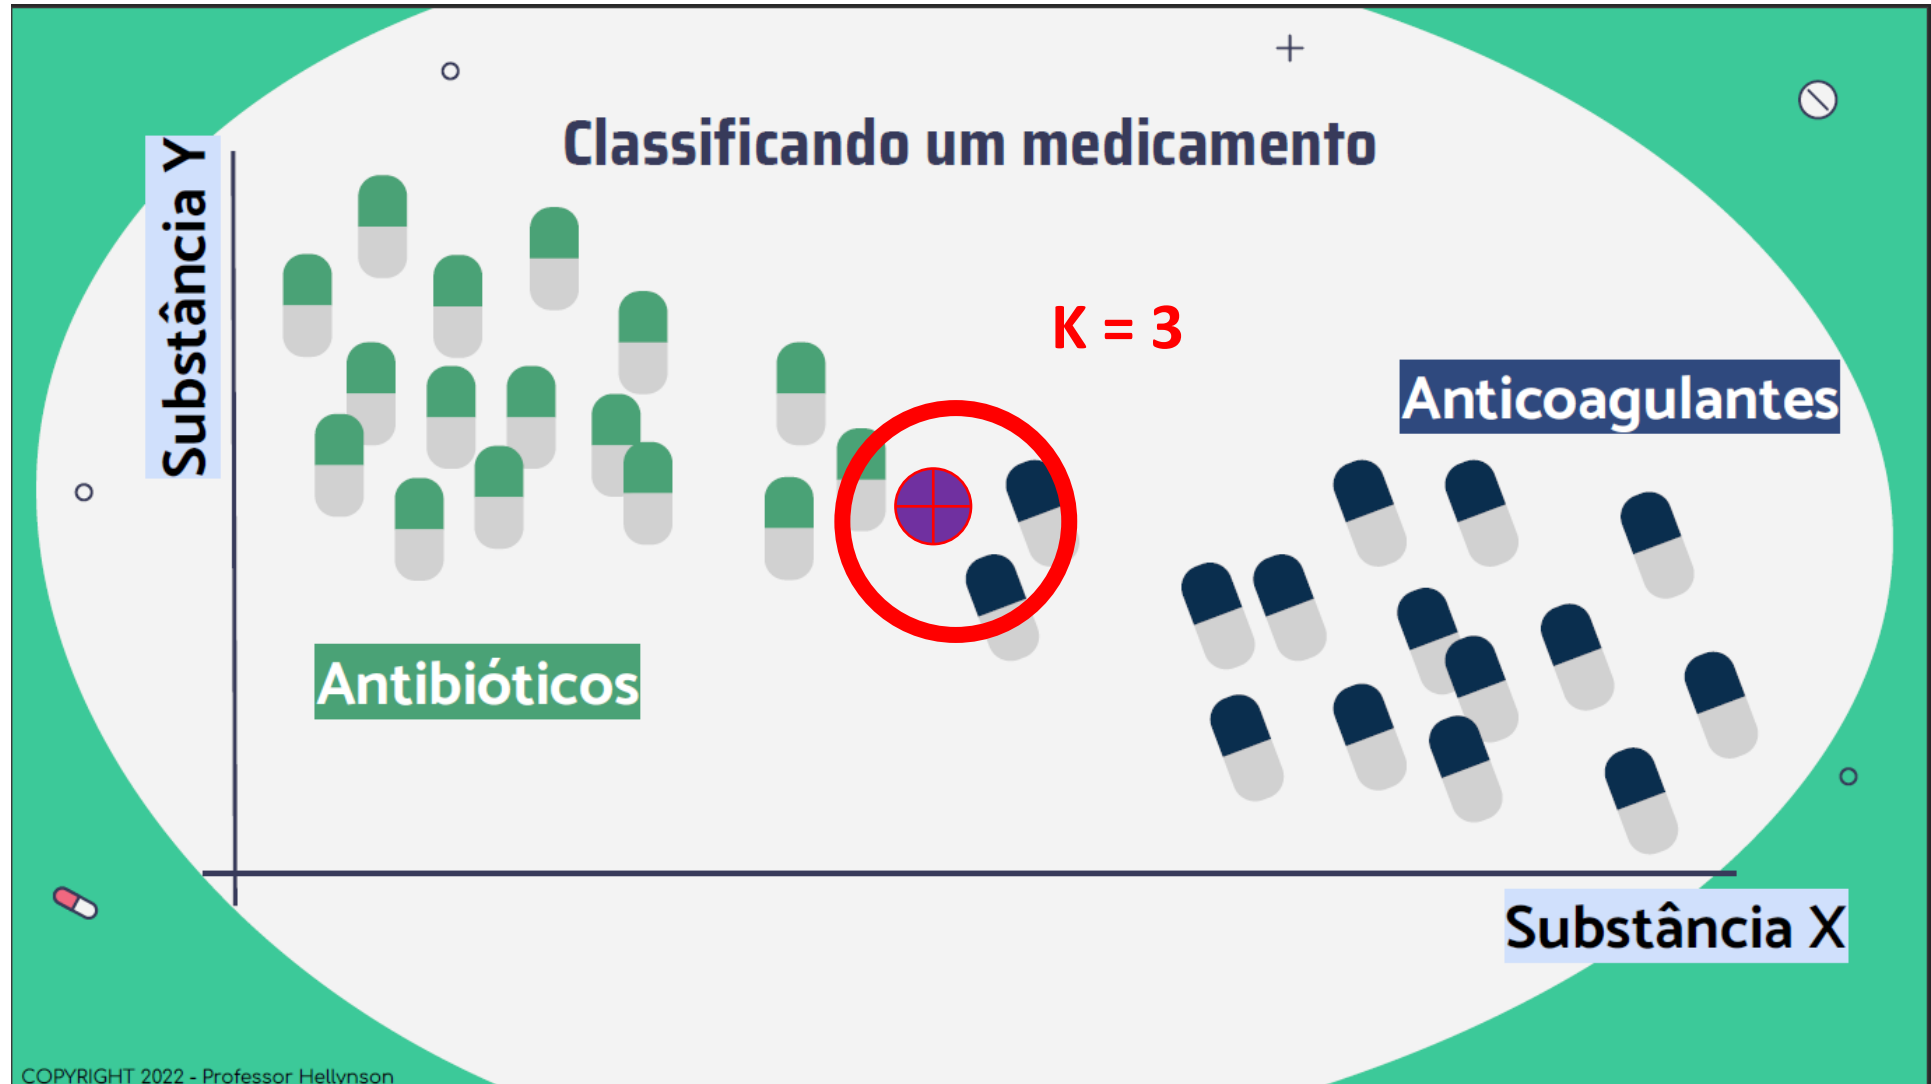 Classificando um medicamento
Substância Y
K = 3
Anticoagulantes
Antibióticos
Substância X
COPYRIGHT 2022 - Professor Hellynson